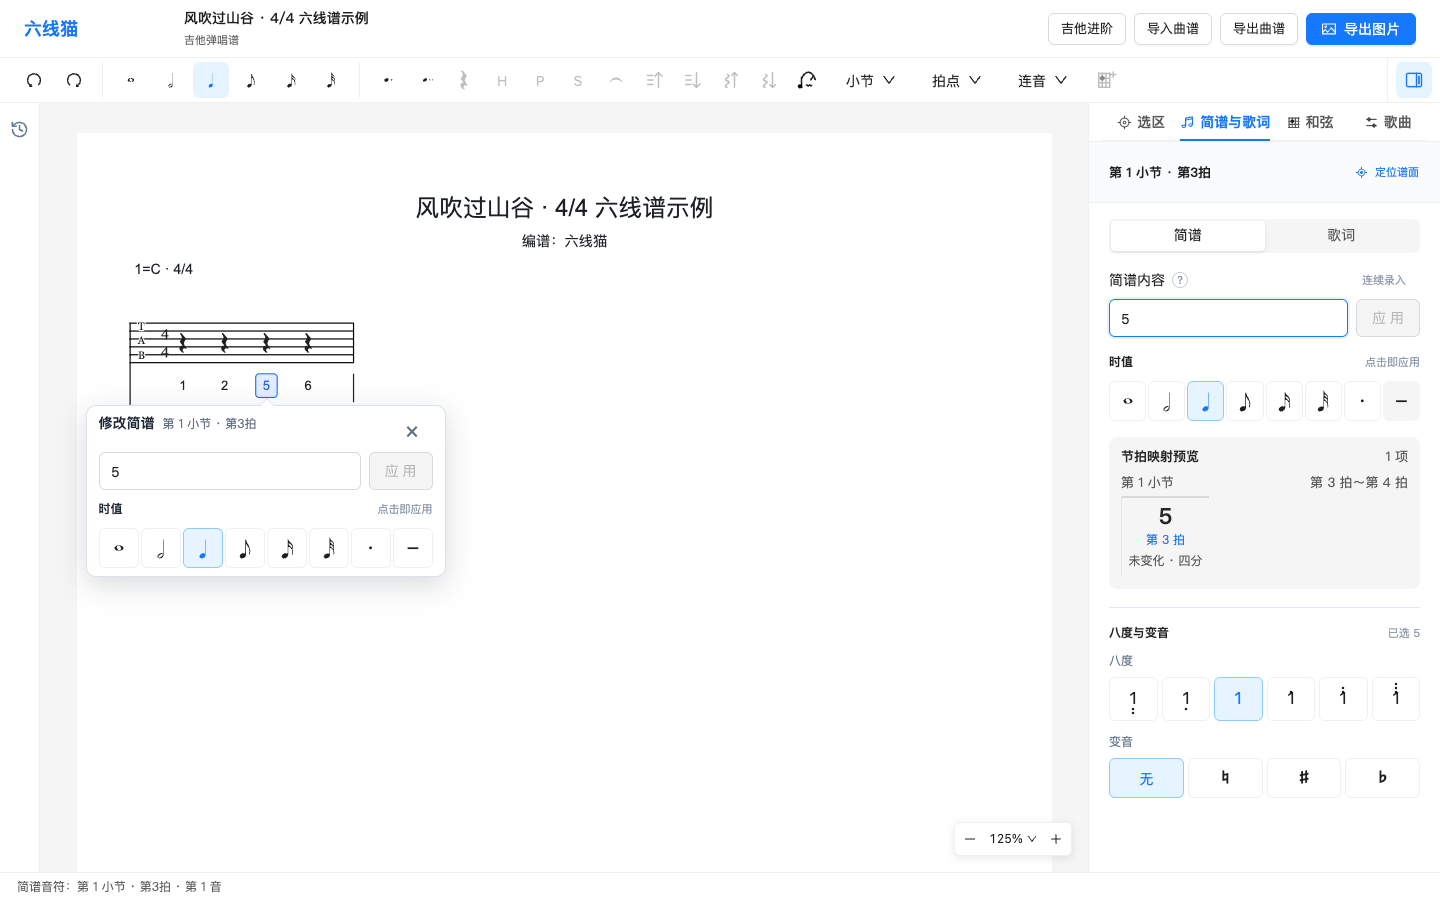 六线猫
风吹过山谷 · 4/4 六线谱示例
吉他弹唱谱
吉他进阶
导入曲谱
导出曲谱
导出图片
H
P
S
小节
拍点
连音
选区
简谱与歌词
和弦
歌曲
风吹过山谷 · 4/4 六线谱示例
编谱：六线猫
1=C · 4/4
T
A
B
4
4
1 2 5 6
修改简谱 第 1 小节 · 第3拍
5
应 用
时值
点击即应用
第 1 小节 · 第3拍
定位谱面
简谱
歌词
简谱内容 ?
连续录入
5
应 用
时值
点击即应用
节拍映射预览
1 项
第 1 小节
第 3 拍～第 4 拍
5
第 3 拍
未变化 · 四分
八度与变音
已选 5
八度
1 1 1 1 1 1
变音
无 ♮ ♯ ♭
125%
简谱音符：第 1 小节 · 第3拍 · 第 1 音